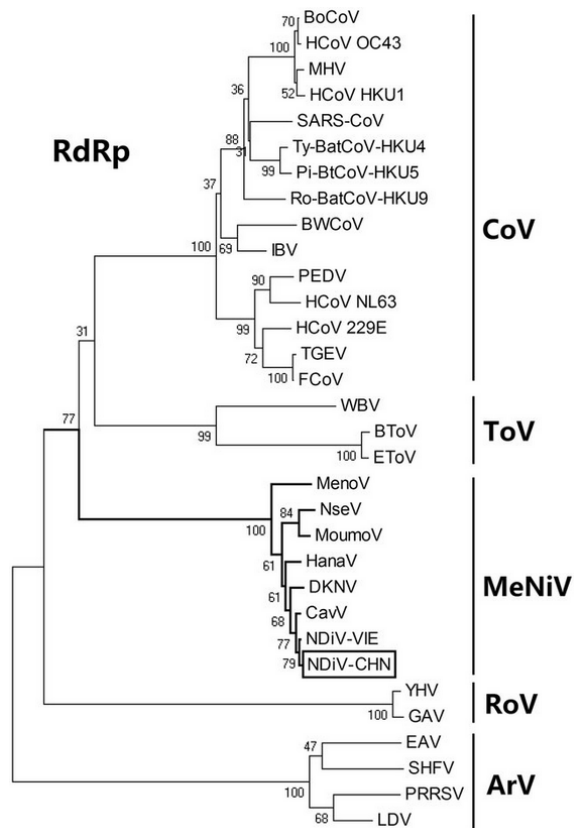 70
BoCoV
HCoV OC43
100
MHV
36
52
HCoV HKU1
SARS-CoV
RdRp
88
31
Ty-BatCoV-HKU4
99
Pi-BtCoV-HKU5
37
Ro-BatCoV-HKU9
BWCoV
CoV
100
69
IBV
90
PEDV
HCoV NL63
99
HCoV 229E
31
72
TGEV
100
FCoV
WBV
77
99
BToV
ToV
100
EToV
MenoV
84
NseV
100
MoumoV
61
HanaV
61
DKNV
MeNiV
68
CavV
77
NDiV-VIE
79
NDiV-CHN
YHV
100
GAV
RoV
47
EAV
SHFV
100
PRRSV
ArV
68
LDV